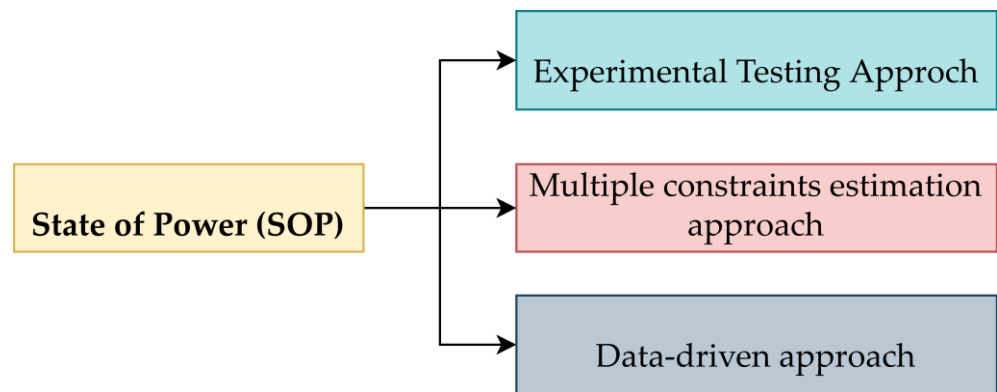 Experimental Testing Approch
State of Power (SOP)
Multiple constraints estimation
approach
Data-driven approach